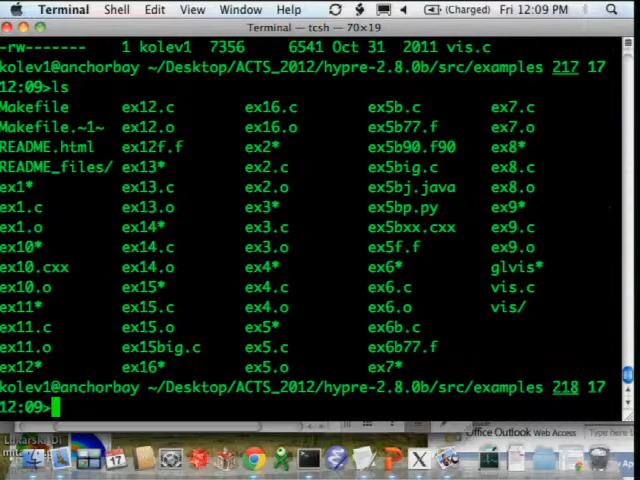 Terminal Shell Edit View Window Help (Charged) Fri 12:09 PM
Terminal — tcsh — 70×19
-rw------- 1 kolev1 7356 6541 Oct 31 2011 vis.c
kolev1@anchorbay ~/Desktop/ACTS_2012/hypre-2.8.0b/src/examples 217 17
12:09>ls
Makefile ex12.c ex16.c ex5b.c ex7.c
Makefile.~1~ ex12.o ex16.o ex5b77.f ex7.o
README.html ex12f.f ex2* ex5b90.f90 ex8*
README_files/ ex13* ex2.c ex5big.c ex8.c
ex1* ex13.c ex2.o ex5bj.java ex8.o
ex1.c ex13.o ex3* ex5bp.py ex9*
ex1.o ex14* ex3.c ex5bxx.cxx ex9.c
ex10* ex14.c ex3.o ex5f.f ex9.o
ex10.cxx ex14.o ex4* ex6* glvis*
ex10.o ex15* ex4.c ex6.c vis.c
ex11* ex15.c ex4.o ex6.o vis/
ex11.c ex15.o ex5* ex6b.c
ex11.o ex15big.c ex5.c ex6b77.f
ex12* ex16* ex5.o ex7*
kolev1@anchorbay ~/Desktop/ACTS_2012/hypre-2.8.0b/src/examples 218 17
12:09>
Office Outlook Web Access Type here to
17